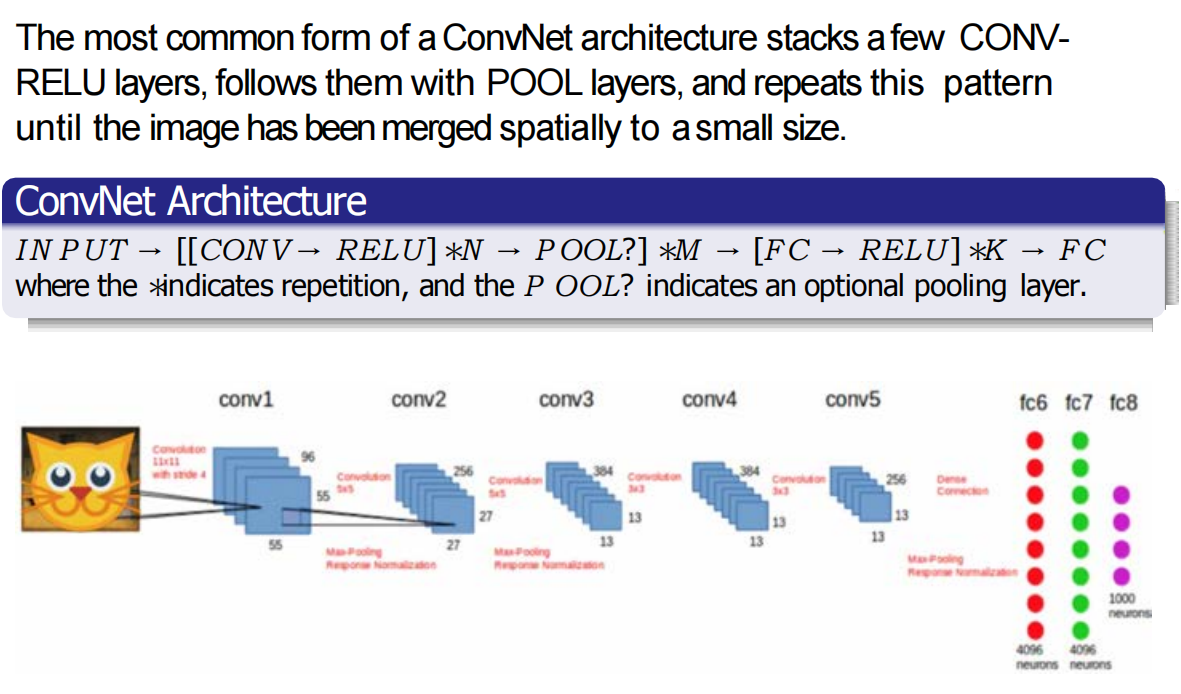 The most common form of a ConvNet architecture stacks a few CONV-
RELU layers, follows them with POOL layers, and repeats this pattern
until the image has been merged spatially to a small size.
ConvNet Architecture
INPUT → [[CONV → RELU] *N → POOL?] *M → [FC → RELU] *K → FC
where the *indicates repetition, and the P OOL? indicates an optional pooling layer.
conv1
conv2
conv3
conv4
conv5
fc6 fc7 fc8
Convolution
11x11
with stride 4
96
55
55
Convolution
5x5
Max-Pooling
Response Normalization
256
27
27
Convolution
5x5
Max-Pooling
Response Normalization
384
13
13
Convolution
3x3
384
13
13
Convolution
3x3
256
13
13
Dense
Connection
Max-Pooling
Response Normalization
4096
neurons
4096
neurons
1000
neurons